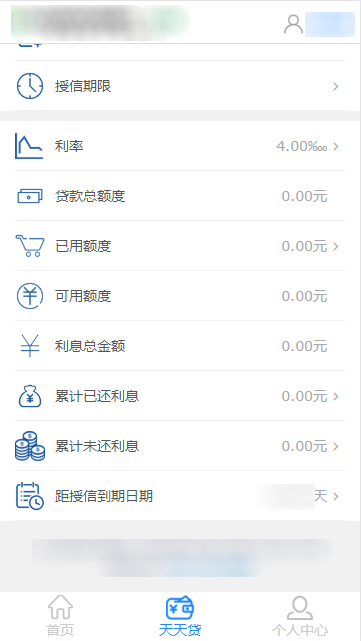 授信期限
利率 4.00‱
贷款总额度 0.00元
已用额度 0.00元
可用额度 0.00元
利息总金额 0.00元
累计已还利息 0.00元
累计未还利息 0.00元
距授信到期日期 天
首页 天天贷 个人中心